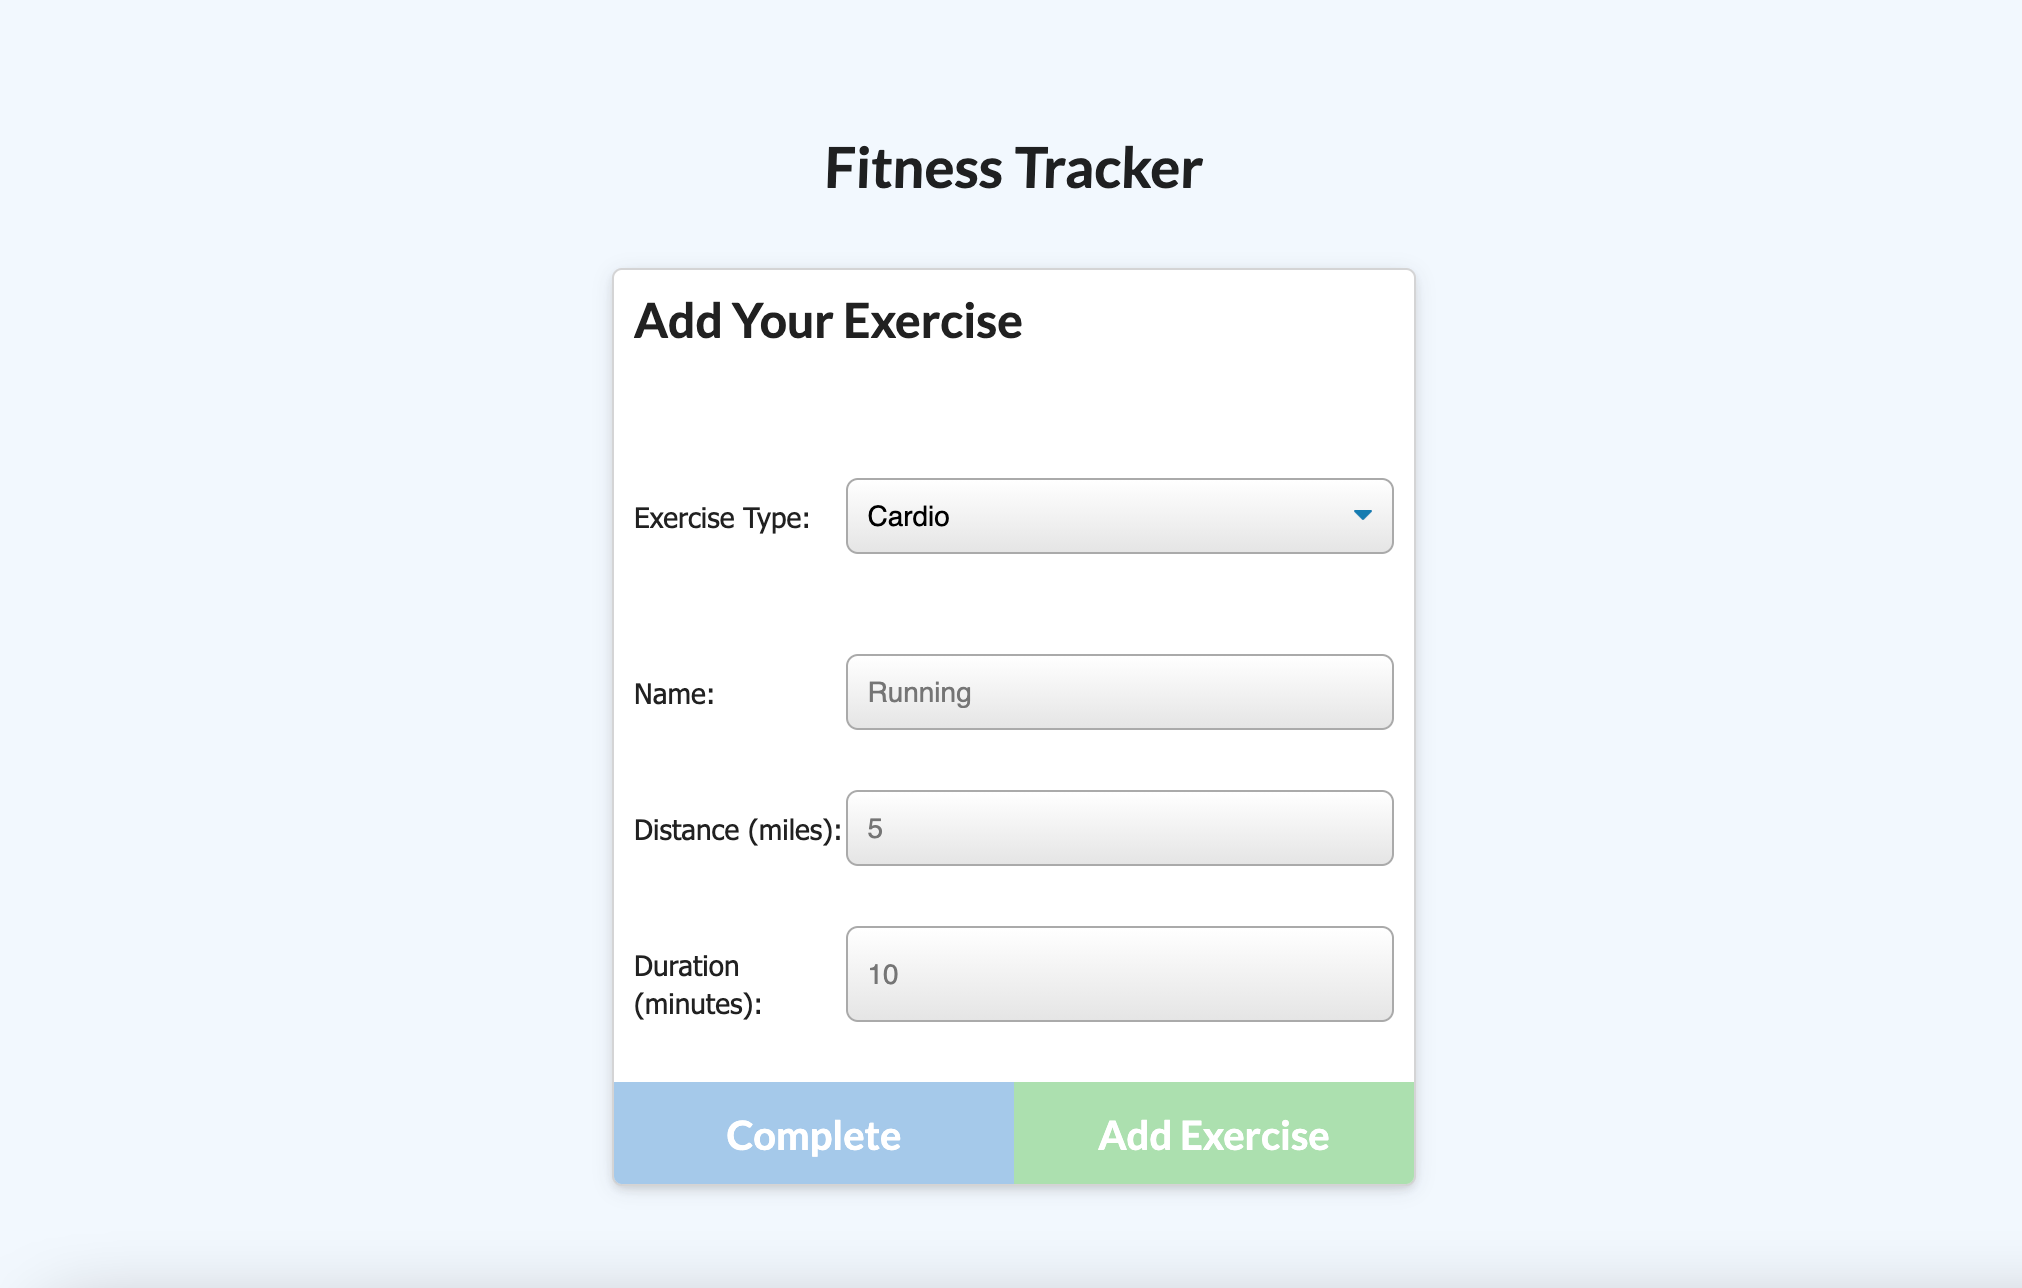 Fitness Tracker
Add Your Exercise
Exercise Type:
Cardio
Name:
Running
Distance (miles):
5
Duration
(minutes):
10
Complete
Add Exercise